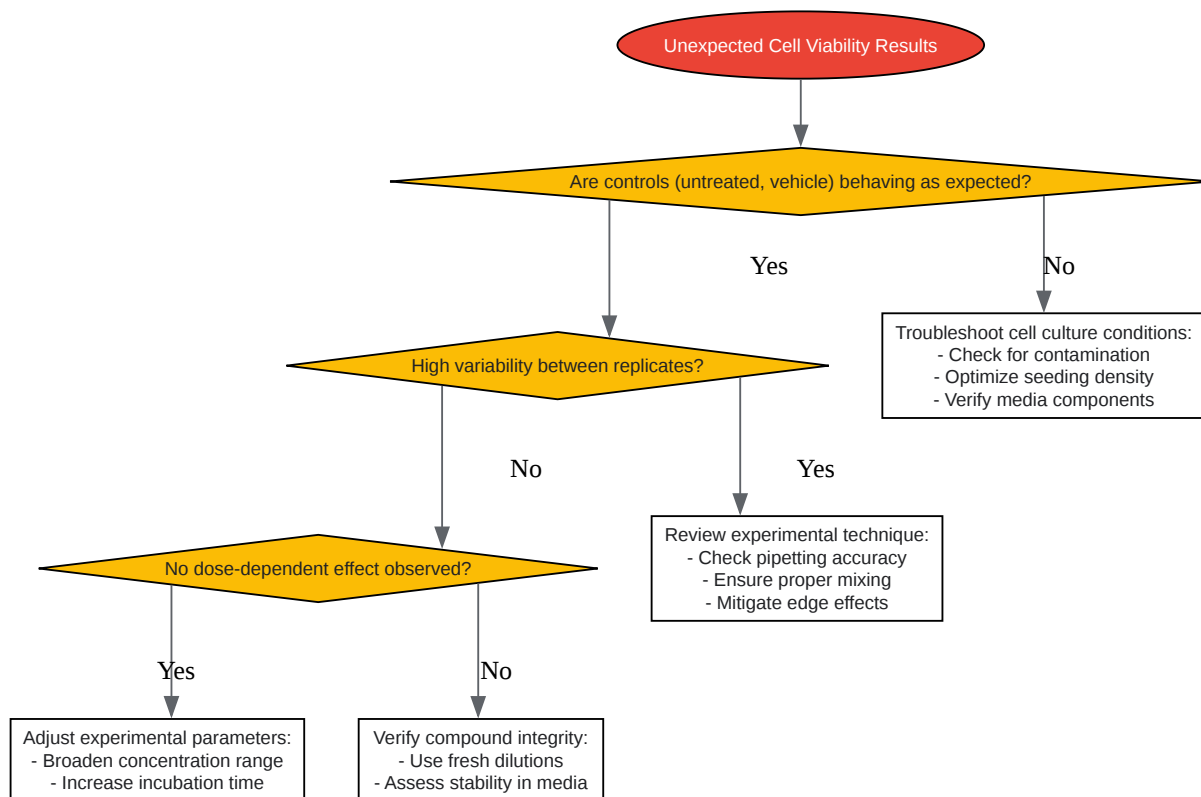 Unexpected Cell Viability Results
Are controls (untreated, vehicle) behaving as expected?
Yes
No
Troubleshoot cell culture conditions:
- Check for contamination
- Optimize seeding density
- Verify media components
High variability between replicates?
No
Yes
Review experimental technique:
- Check pipetting accuracy
- Ensure proper mixing
- Mitigate edge effects
No dose-dependent effect observed?
Yes
No
Adjust experimental parameters:
- Broaden concentration range
- Increase incubation time
Verify compound integrity:
- Use fresh dilutions
- Assess stability in media